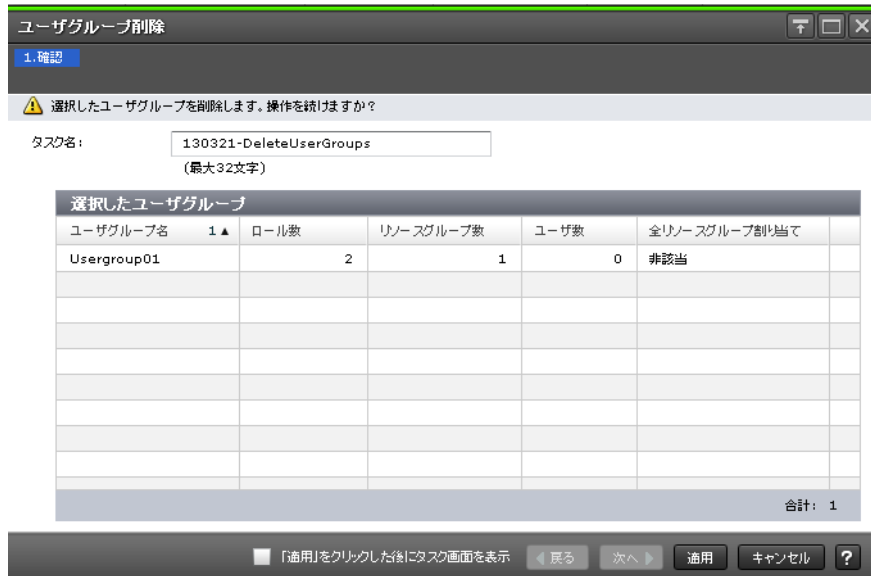 ユーザグループ削除
1.確認
選択したユーザグループを削除します。操作を続けますか?
タスク名: 130321-DeleteUserGroups
(最大32文字)
選択したユーザグループ
ユーザグループ名 1▲ ロール数 リソースグループ数 ユーザ数 全リソースグループ割り当て
Usergroup01 2 1 0 非該当
合計: 1
「適用」をクリックした後にタスク画面を表示 戻る 次へ 適用 キャンセル ?